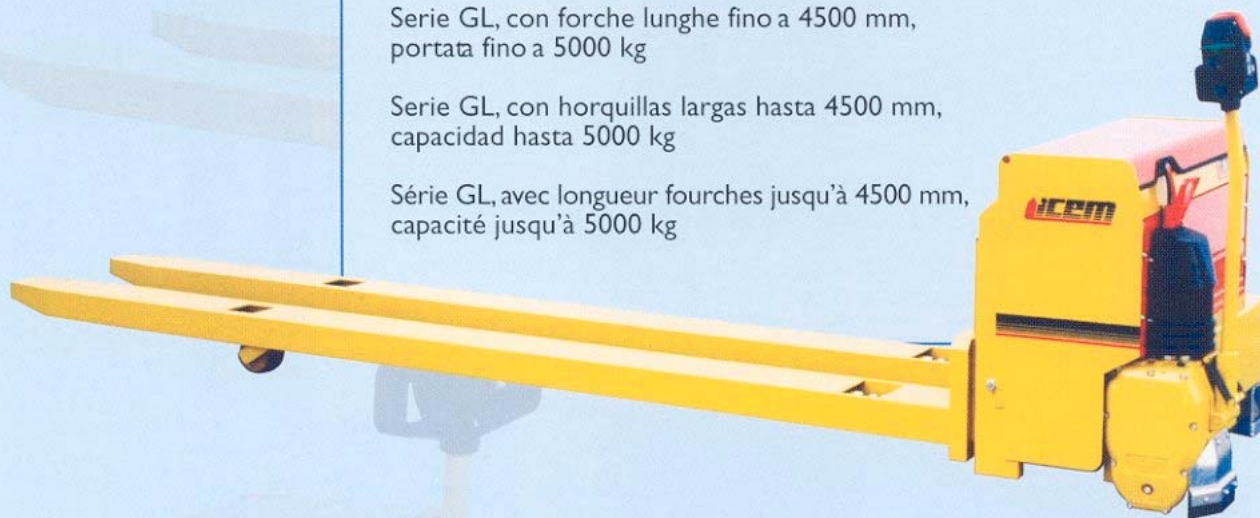 Serie GL, con forche lunghe fino a 4500 mm,
portata fino a 5000 kg
Serie GL, con horquillas largas hasta 4500 mm,
capacidad hasta 5000 kg
Série GL, avec longueur fourches jusqu'à 4500 mm,
capacité jusqu'à 5000 kg
icem